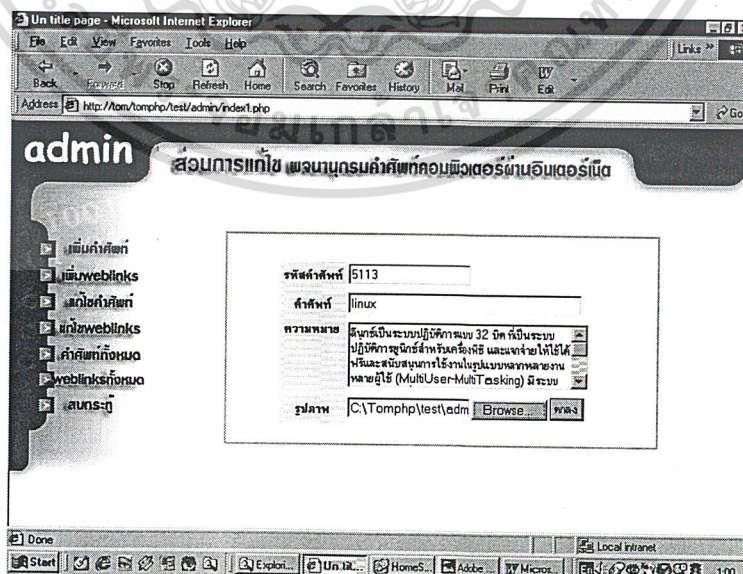 Un title page - Microsoft Internet Explorer
File Edit View Favorites Tools Help
Links »
Back Forward Stop Refresh Home Search Favorites History Mail Print Edit
Address http://tom/tomphp/test/admin/index1.php Go
admin
ส่วนการแก้ไข พจนานุกรมคำศัพท์คอมพิวเตอร์ผ่านอินเตอร์เน็ต
เพิ่มคำศัพท์
เพิ่มweblinks
แก้ไขคำศัพท์
แก้ไขweblinks
คำศัพท์ทั้งหมด
weblinksทั้งหมด
ลบกระทู้
รหัสคำศัพท์ 5113
คำศัพท์ linux
ความหมาย ลีนุกซ์เป็นระบบปฏิบัติการแบบ 32 บิต ที่เป็นระบบ
ปฏิบัติการยูนิกซ์สำหรับเครื่องพีซี และแจกจ่ายให้ใช้ได้
ฟรีและสนับสนุนการใช้งานในรูปแบบหลากหลายงาน
หลายผู้ใช้ (MultiUser-MultiTasking) มีระบบ
รูปภาพ C:\Tomphp\test\adm Browse... ตกลง
Done Local intranet
Start Explori... Un tit... HomeS... Adobe ... Micros... 1:00